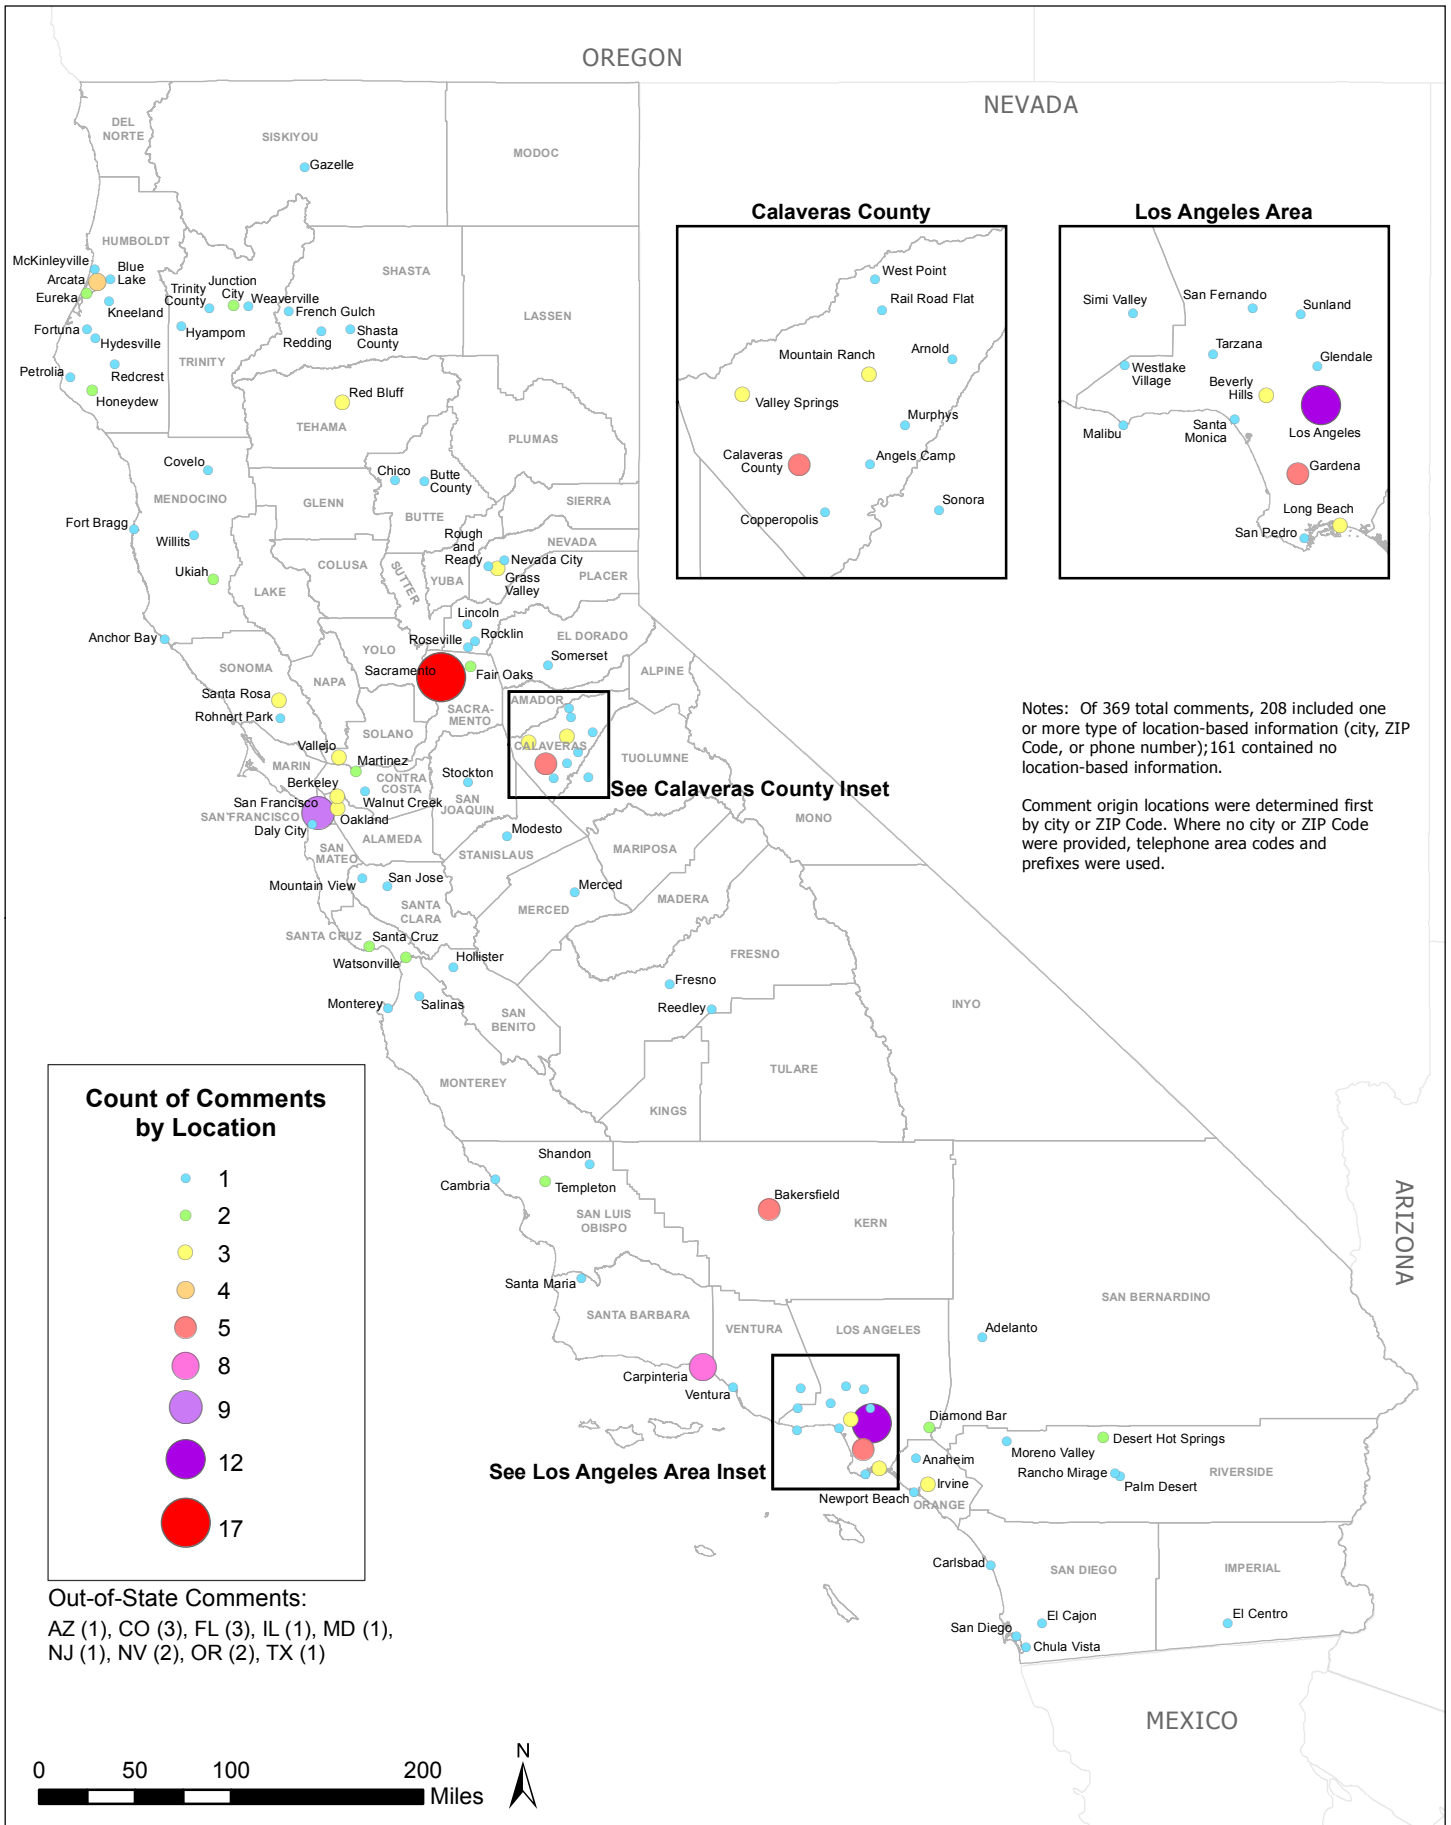 OREGON
NEVADA
DEL
NORTE
SISKIYOU
MODOC
Gazelle
HUMBOLDT
McKinleyville
Blue
Lake
Arcata
Eureka
Kneeland
Trinity
County
Junction
City
Weaverville
SHASTA
French Gulch
LASSEN
Fortuna
Hydesville
Hyampom
Redding
Shasta
County
Petrolia
Redcrest
TRINITY
Honeydew
Red Bluff
TEHAMA
PLUMAS
Covelo
Chico
Butte
County
MENDOCINO
GLENN
BUTTE
SIERRA
Fort Bragg
Willits
Rough
and
Ready
NEVADA
Nevada City
Ukiah
COLUSA
SUTTER
YUBA
Grass
Valley
PLACER
LAKE
Lincoln
Anchor Bay
Roseville
Rocklin
EL DORADO
YOLO
SONOMA
Sacramento
Fair Oaks
Somerset
ALPINE
NAPA
Santa Rosa
Rohnert Park
SACRA-
MENTO
AMADOR
SOLANO
CALAVERAS
TUOLUMNE
Vallejo
MARIN
Martinez
Berkeley
CONTRA
COSTA
Stockton
See Calaveras County Inset
San Francisco
Walnut Creek
SAN
JOAQUIN
SAN FRANCISCO
Oakland
MONO
Daly City
ALAMEDA
Modesto
SAN
MATEO
STANISLAUS
MARIPOSA
Mountain View
San Jose
Merced
SANTA
CLARA
MERCED
MADERA
SANTA CRUZ
Santa Cruz
Watsonville
Hollister
FRESNO
Fresno
Monterey
Salinas
Reedley
INYO
SAN
BENITO
TULARE
MONTEREY
KINGS
Calaveras County
West Point
Rail Road Flat
Mountain Ranch
Arnold
Valley Springs
Murphys
Calaveras
County
Angels Camp
Copperopolis
Sonora
Los Angeles Area
Simi Valley
San Fernando
Sunland
Tarzana
Glendale
Westlake
Village
Beverly
Hills
Malibu
Santa
Monica
Los Angeles
Gardena
Long Beach
San Pedro
Notes: Of 369 total comments, 208 included one
or more type of location-based information (city, ZIP
Code, or phone number);161 contained no
location-based information.
Comment origin locations were determined first
by city or ZIP Code. Where no city or ZIP Code
were provided, telephone area codes and
prefixes were used.
Count of Comments
by Location
1
2
3
4
5
8
9
12
17
Out-of-State Comments:
AZ (1), CO (3), FL (3), IL (1), MD (1),
NJ (1), NV (2), OR (2), TX (1)
Shandon
Cambria
Templeton
Bakersfield
SAN LUIS
OBISPO
KERN
ARIZONA
Santa Maria
SAN BERNARDINO
SANTA BARBARA
VENTURA
LOS ANGELES
Adelanto
Carpinteria
Ventura
Diamond Bar
Desert Hot Springs
Moreno Valley
See Los Angeles Area Inset
Anaheim
Rancho Mirage
RIVERSIDE
Palm Desert
Irvine
Newport Beach
ORANGE
Carlsbad
SAN DIEGO
IMPERIAL
El Cajon
El Centro
San Diego
Chula Vista
MEXICO
0 50 100 200
Miles
N